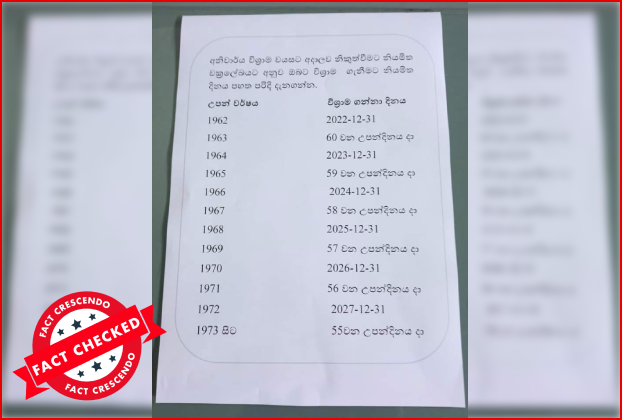 අනිවාර්ය විශ්‍රාම වයසට අදාලව නිකුත්වීමට නියමිත
චක්‍රලේඛයට අනුව ඔබට විශ්‍රාම ගැනීමට නියමිත
දිනය පහත පරිදි දැනගන්න.
උපන් වර්ෂය විශ්‍රාම ගන්නා දිනය
1962 2022-12-31
1963 60 වන උපන්දිනය දා
1964 2023-12-31
1965 59 වන උපන්දිනය දා
1966 2024-12-31
1967 58 වන උපන්දිනය දා
1968 2025-12-31
1969 57 වන උපන්දිනය දා
1970 2026-12-31
1971 56 වන උපන්දිනය දා
1972 2027-12-31
1973 සිට 55වන උපන්දිනය දා
FACT CRESCENDO
FACT CHECKED
FACT CRESCENDO